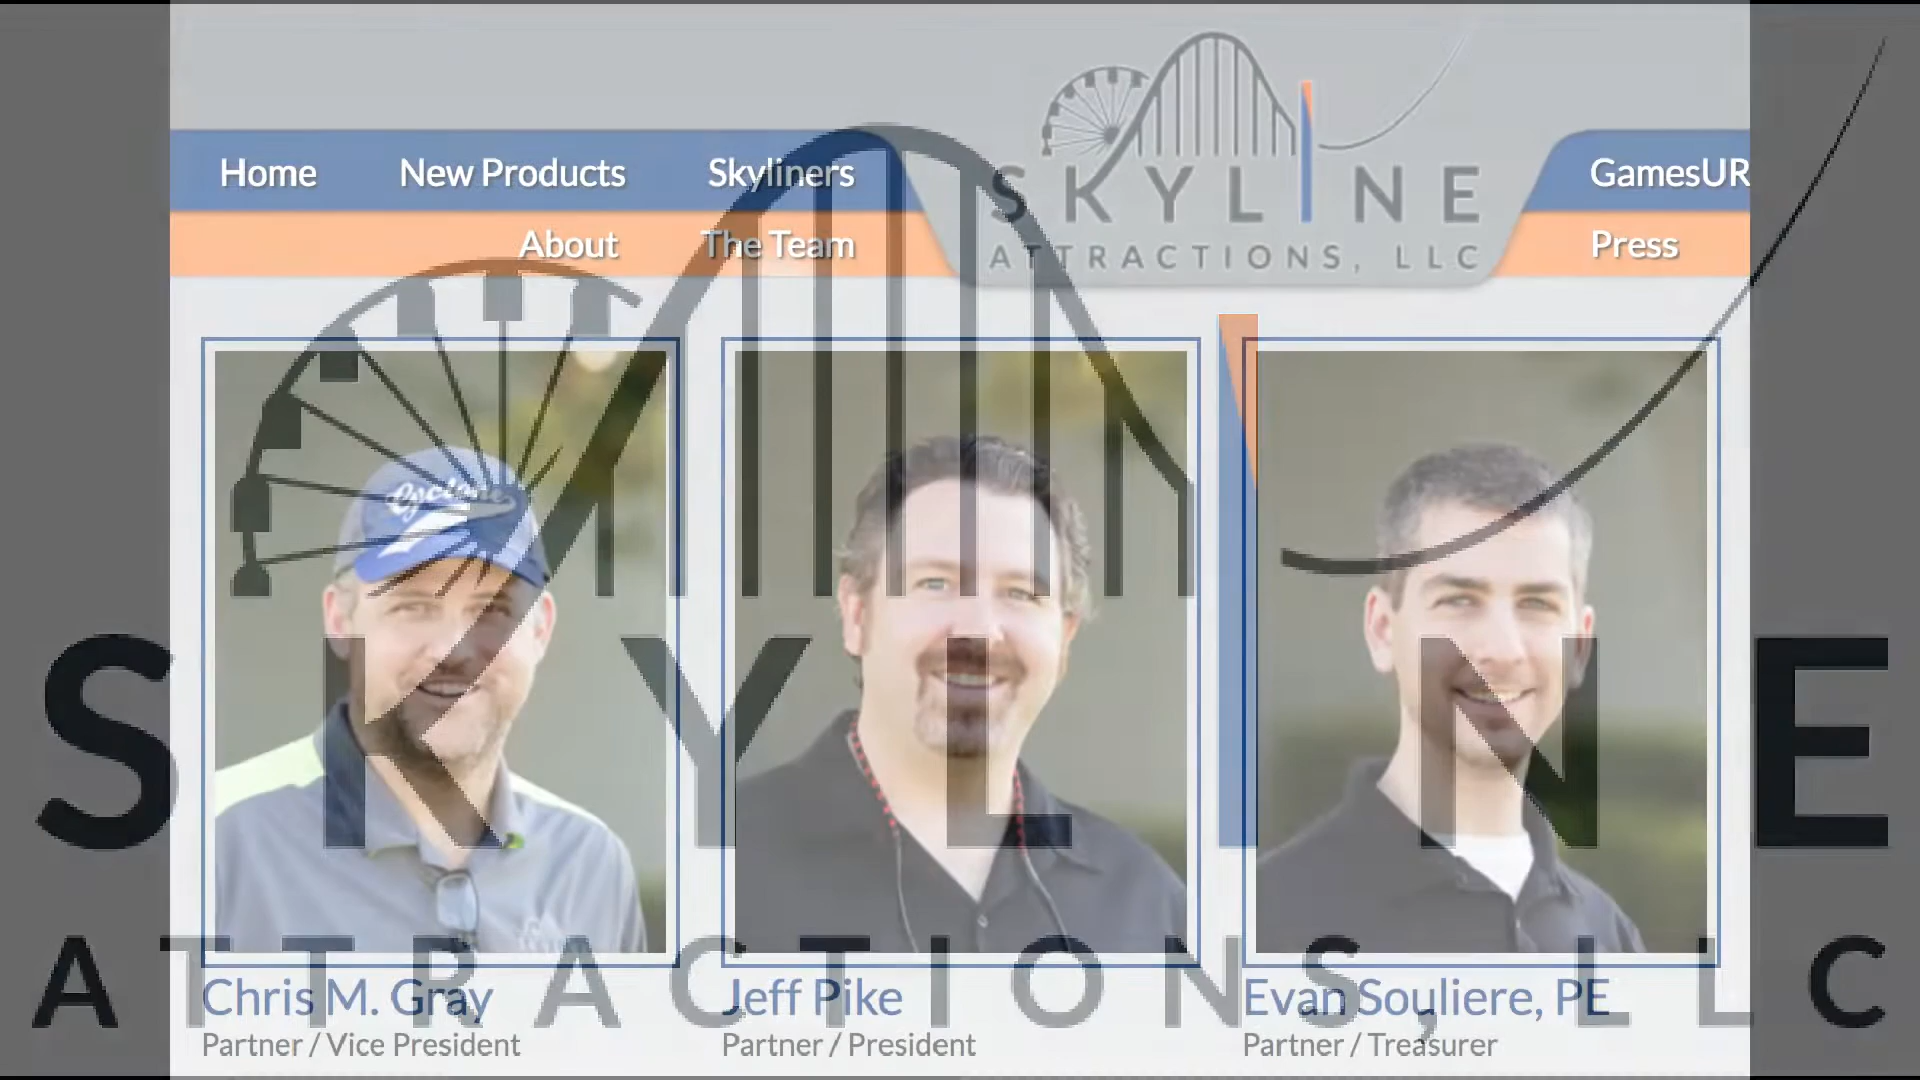 Home New Products Skyliners GamesUR
About The Team Press
SKYLINE
ATTRACTIONS, LLC
Cyclone
SKYLINE
ATTRACTIONS, LLC
Chris M. Gray Jeff Pike Evan Souliere, PE
Partner / Vice President Partner / President Partner / Treasurer